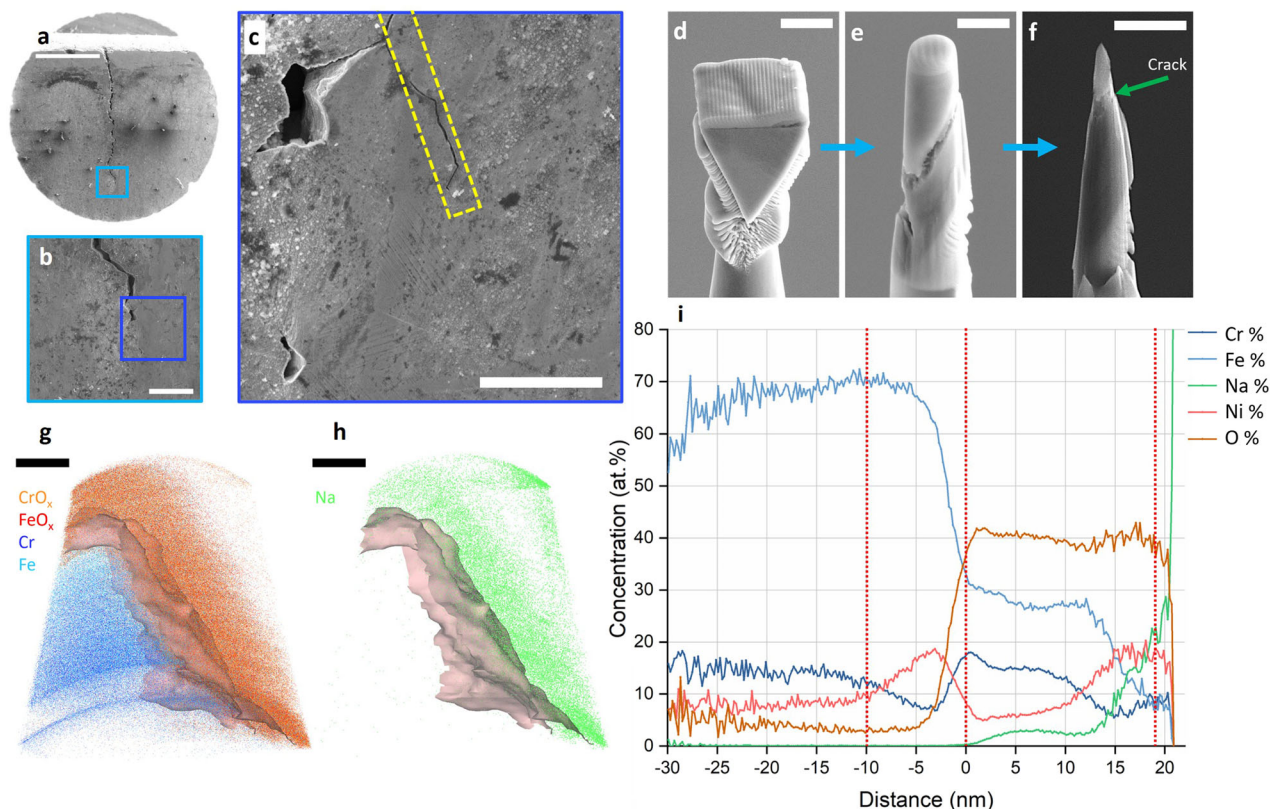 a
b
c
d
e
f
Crack
g
CrOx
FeOx
Cr
Fe
h
Na
i
Cr %
Fe %
Na %
Ni %
O %
Concentration (at.%)
80
70
60
50
40
30
20
10
0
-30 -25 -20 -15 -10 -5 0 5 10 15 20
Distance (nm)